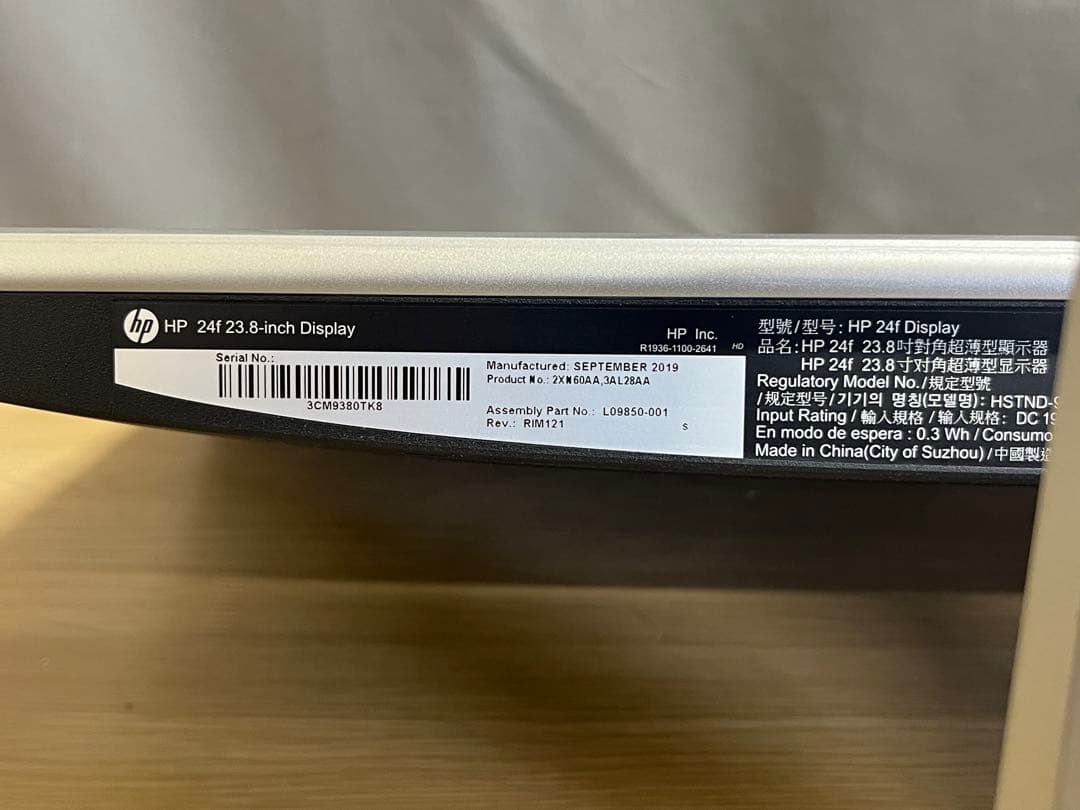 hp HP 24f 23.8-inch Display
HP Inc.
R1936-1100-2641 HD
Serial No.:
3CM9380TK8
Manufactured: SEPTEMBER 2019
Product No.: 2XN60AA,3AL28AA
Assembly Part No.: L09850-001
Rev.: RIM121
s
型號/型号: HP 24f Display
品名: HP 24f 23.8吋對角超薄型顯示器
HP 24f 23.8寸对角超薄型显示器
Regulatory Model No./規定型號
/规定型号/기기의 명칭(모델명): HSTND-9
Input Rating / 輸入規格 / 输入规格: DC 19
En modo de espera : 0.3 Wh / Consumo
Made in China(City of Suzhou)/中國製造